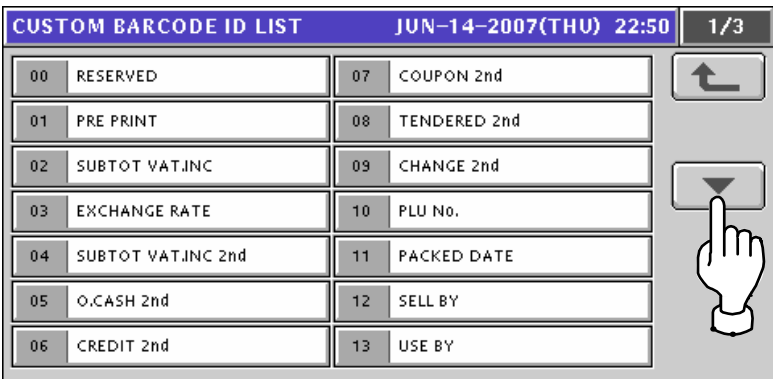 CUSTOM BARCODE ID LIST JUN-14-2007(THU) 22:50 1/3
00 RESERVED
01 PRE PRINT
02 SUBTOT VAT.INC
03 EXCHANGE RATE
04 SUBTOT VAT.INC 2nd
05 O.CASH 2nd
06 CREDIT 2nd
07 COUPON 2nd
08 TENDERED 2nd
09 CHANGE 2nd
10 PLU No.
11 PACKED DATE
12 SELL BY
13 USE BY